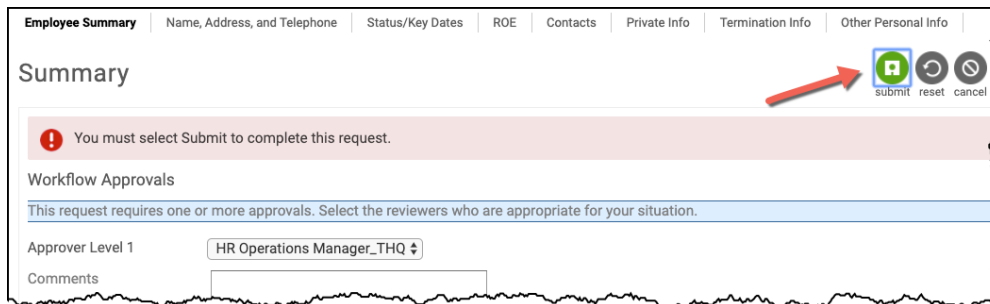 Employee Summary Name, Address, and Telephone Status/Key Dates ROE Contacts Private Info Termination Info Other Personal Info
Summary
submit reset cancel
You must select Submit to complete this request.
Workflow Approvals
This request requires one or more approvals. Select the reviewers who are appropriate for your situation.
Approver Level 1 HR Operations Manager_THQ
Comments